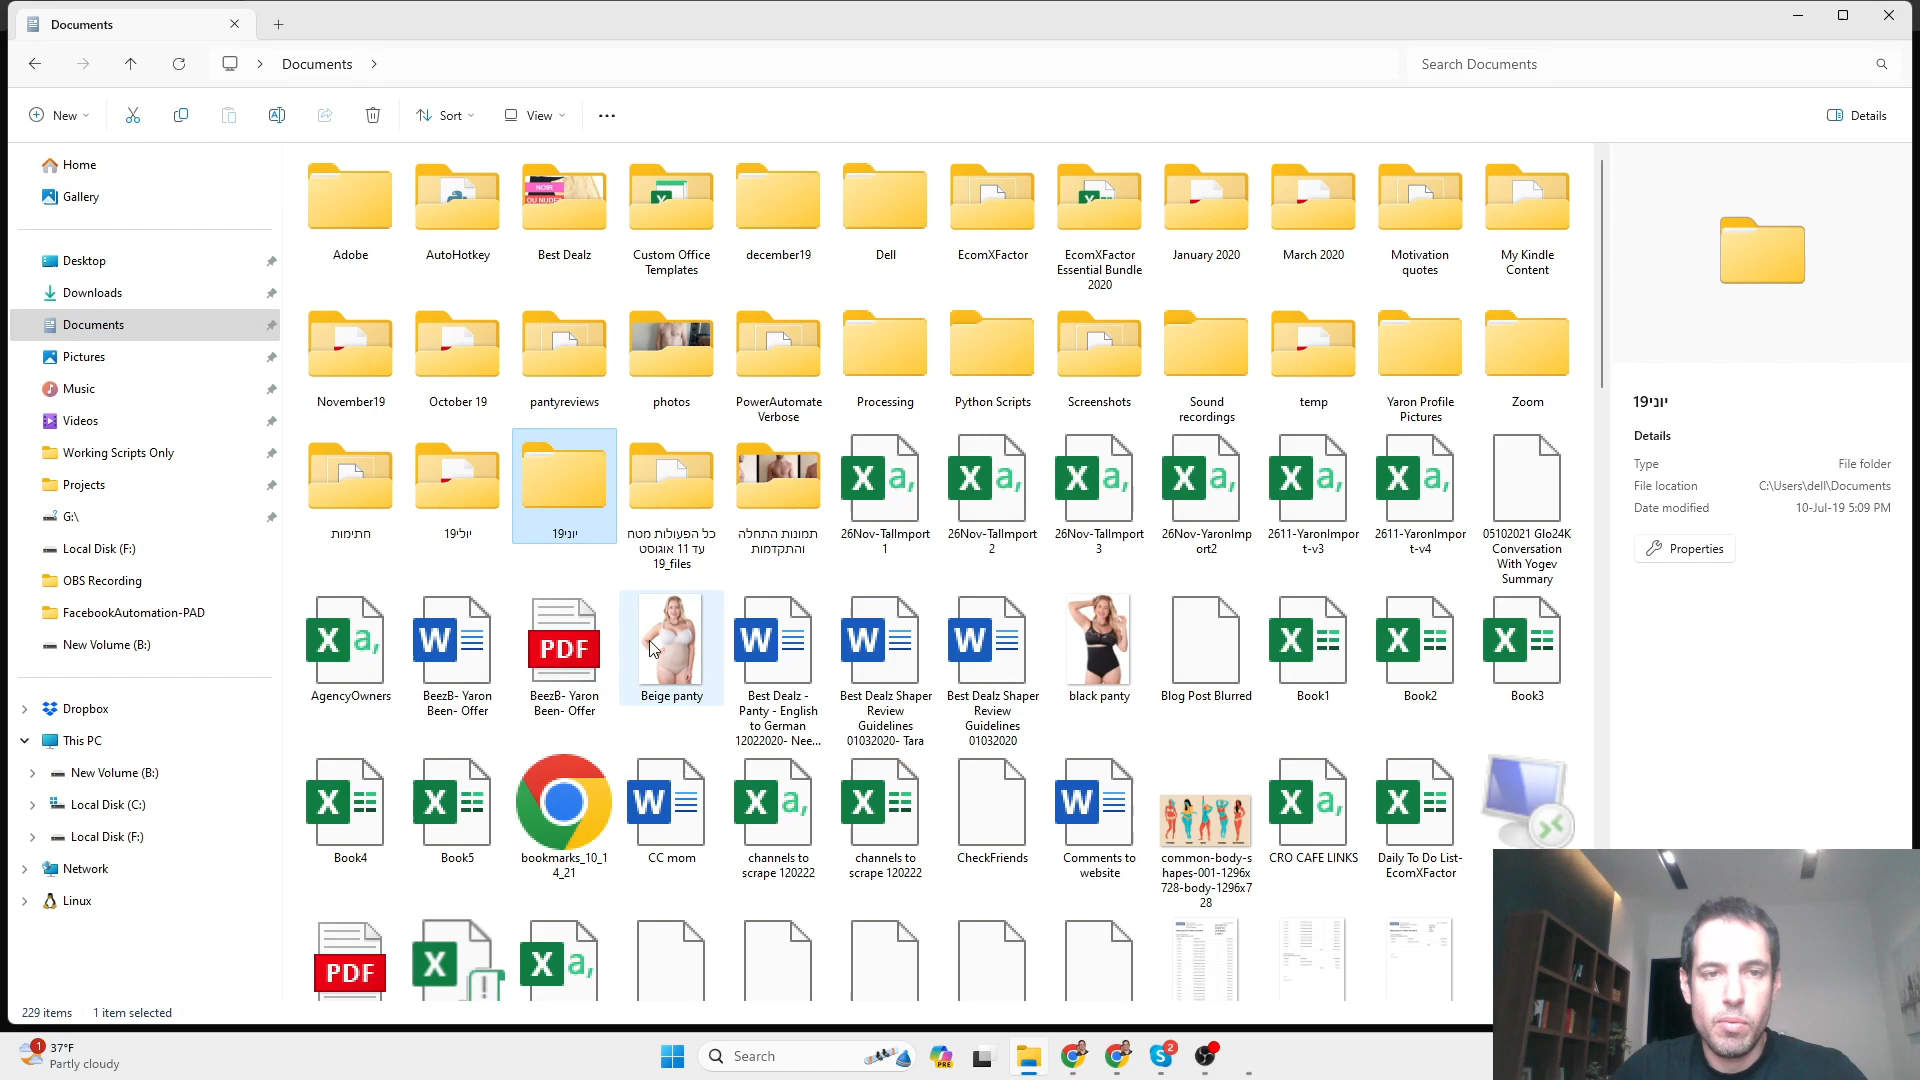 Documents
Documents
Search Documents
New
Sort
View
Details
Home
Gallery
Desktop
Downloads
Documents
Pictures
Music
Videos
Working Scripts Only
Projects
G:\
Local Disk (F:)
OBS Recording
FacebookAutomation-PAD
New Volume (B:)
Dropbox
This PC
New Volume (B:)
Local Disk (C:)
Local Disk (F:)
Network
Linux
NOIR
OU NUDE
Adobe
AutoHotkey
Best Dealz
Custom Office
Templates
december19
Dell
EcomXFactor
EcomXFactor
Essential Bundle
2020
January 2020
March 2020
Motivation
quotes
My Kindle
Content
November19
October 19
pantyreviews
photos
PowerAutomate
Verbose
Processing
Python Scripts
Screenshots
Sound
recordings
temp
Yaron Profile
Pictures
Zoom
חתימות
יולי19
יוני19
כל הפעולות מטח
עד 11 אוגוסט
19_files
תמונות התחלה
והתקדמות
26Nov-TalImport
1
26Nov-TalImport
2
26Nov-TalImport
3
26Nov-YaronImp
ort2
2611-YaronImpor
t-v3
2611-YaronImpor
t-v4
05102021 Glo24K
Conversation
With Yogev
Summary
AgencyOwners
BeezB- Yaron
Been- Offer
PDF
BeezB- Yaron
Been- Offer
Beige panty
Best Dealz -
Panty - English
to German
12022020- Nee...
Best Dealz Shaper
Review
Guidelines
01032020- Tara
Best Dealz Shaper
Review
Guidelines
01032020
black panty
Blog Post Blurred
Book1
Book2
Book3
Book4
Book5
bookmarks_10_1
4_21
CC mom
channels to
scrape 120222
channels to
scrape 120222
CheckFriends
Comments to
website
common-body-s
hapes-001-1296x
728-body-1296x7
28
CRO CAFE LINKS
Daily To Do List-
EcomXFactor
PDF
יוני19
Details
Type
File folder
File location
C:\Users\dell\Documents
Date modified
10-Jul-19 5:09 PM
Properties
229 items
1 item selected
1
37°F
Partly cloudy
Search
PRE
2